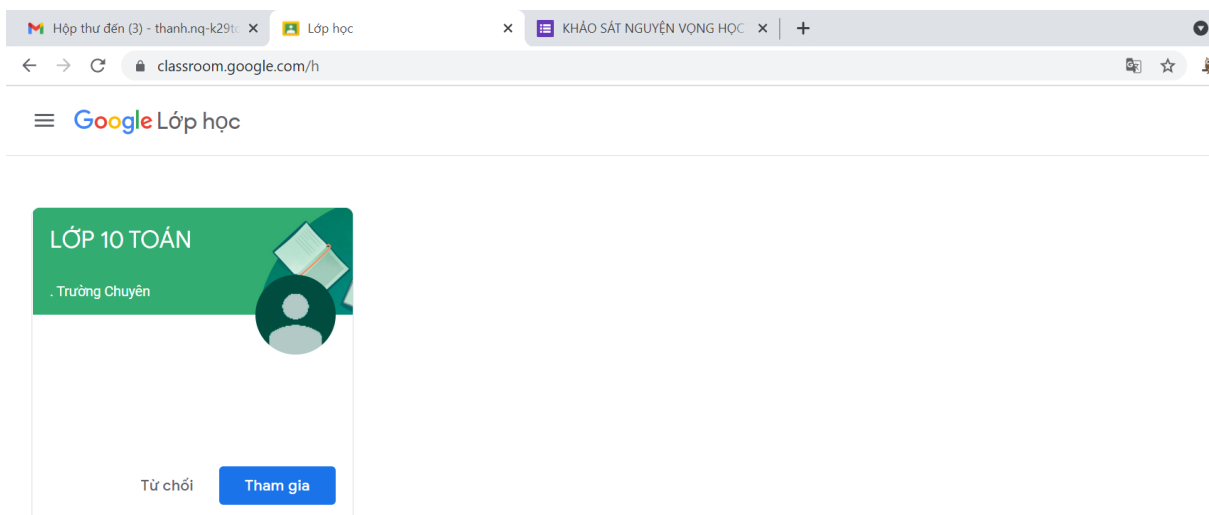 Hộp thư đến (3) - thanh.nq-k29to
Lớp học
KHẢO SÁT NGUYỆN VỌNG HỌC
classroom.google.com/h
Google Lớp học
LỚP 10 TOÁN
. Trường Chuyên
Từ chối
Tham gia